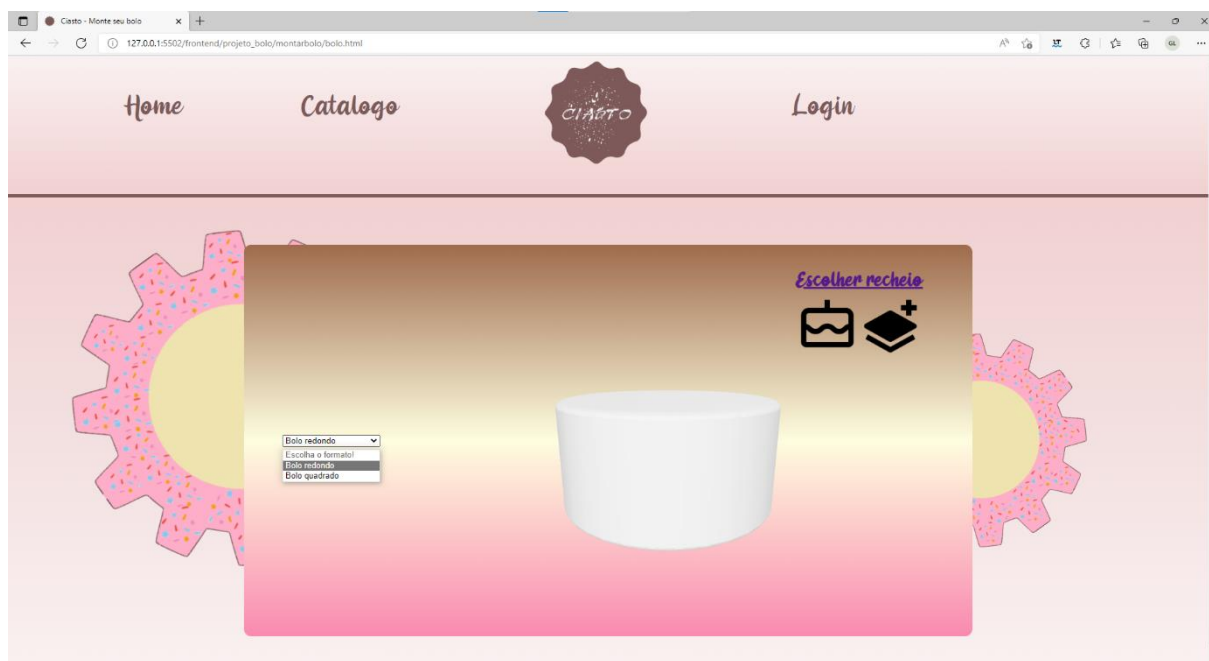 Ciasto - Monte seu bolo
127.0.0.1:5502/frontend/projeto_bolo/montarbolo/bolo.html
GL
Home
Catalogo
CIASTO
Login
Escolher recheio
Bolo redondo
Escolha o formato!
Bolo redondo
Bolo quadrado